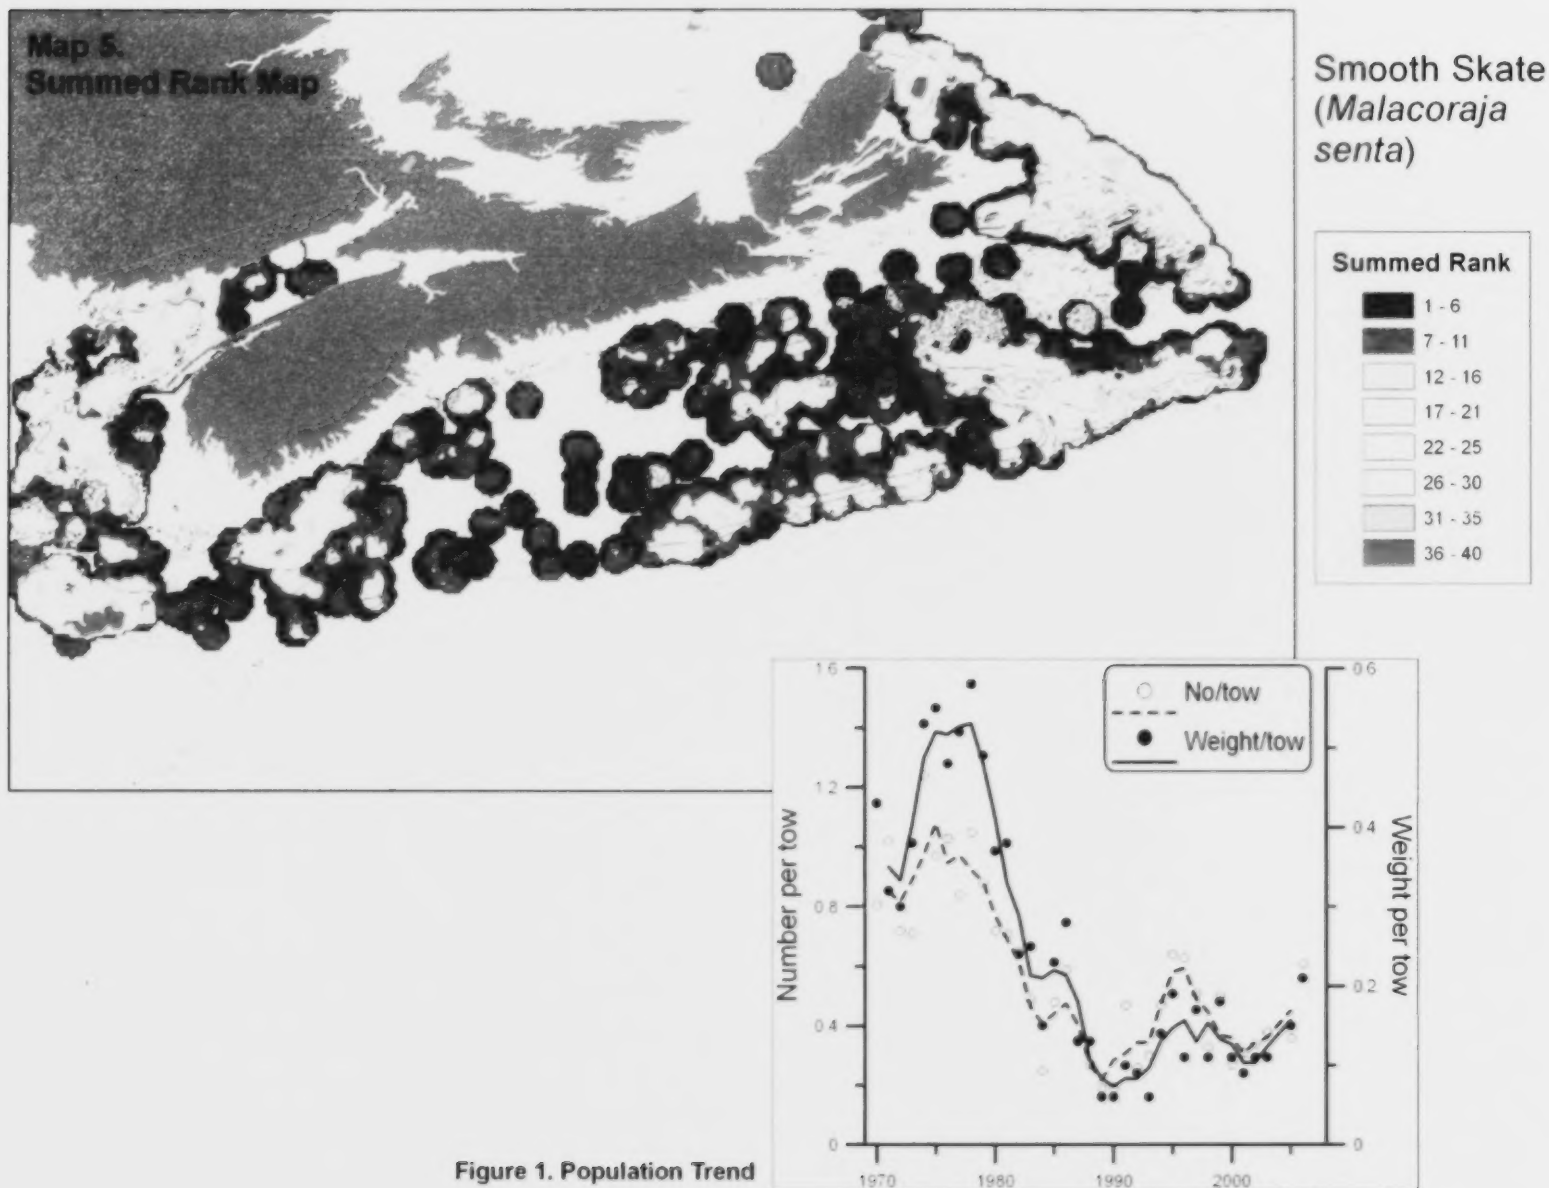 Map 5.
Summed Rank Map
Smooth Skate
(Malacoraja
senta)
Summed Rank
1 - 6
7 - 11
12 - 16
17 - 21
22 - 25
26 - 30
31 - 35
36 - 40
No/tow
Weight/tow
Number per tow
1.6
1.2
0.8
0.4
0
Weight per tow
0.6
0.4
0.2
0
1970
1980
1990
2000
Figure 1. Population Trend